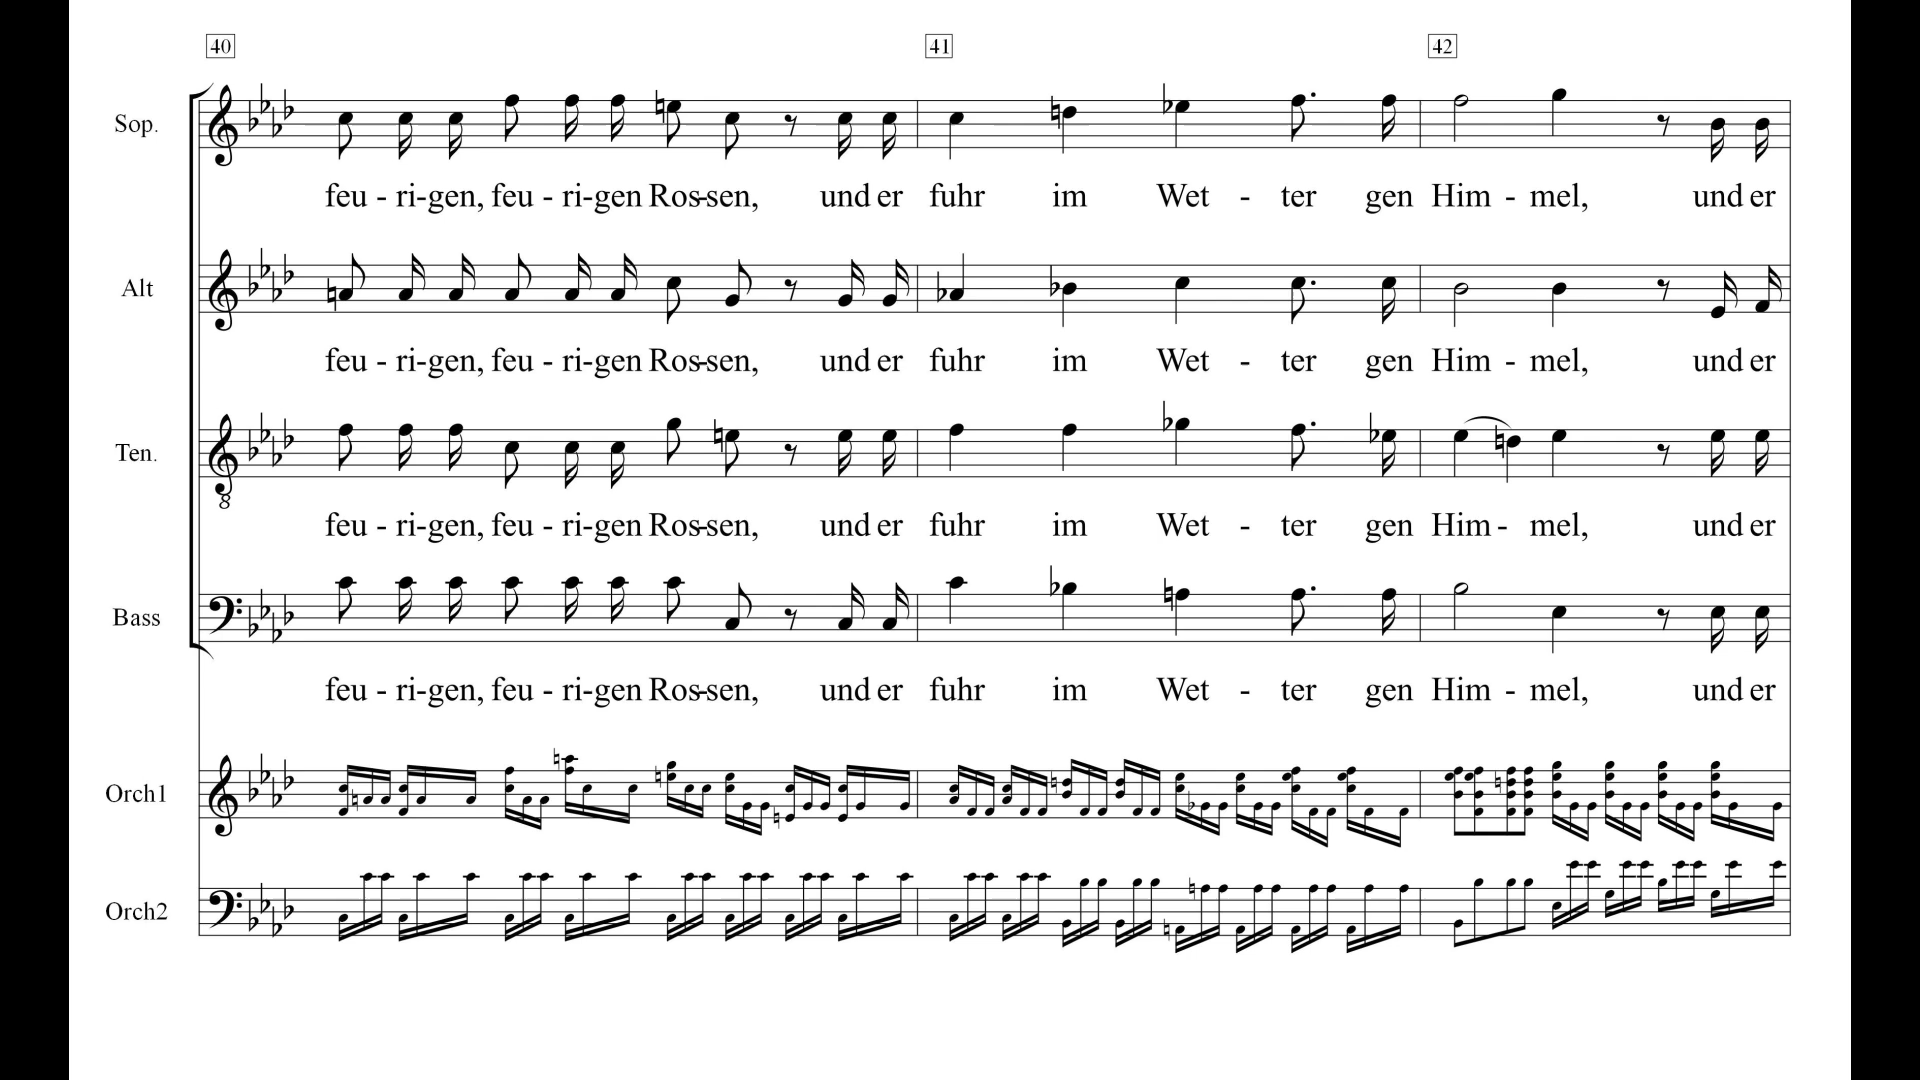 40 41 42
Sop.
feu - ri-gen, feu - ri-gen Ros-sen, und er fuhr im Wet - ter gen Him - mel, und er
Alt
feu - ri-gen, feu - ri-gen Ros-sen, und er fuhr im Wet - ter gen Him - mel, und er
Ten.
8
feu - ri-gen, feu - ri-gen Ros-sen, und er fuhr im Wet - ter gen Him - mel, und er
Bass
feu - ri-gen, feu - ri-gen Ros-sen, und er fuhr im Wet - ter gen Him - mel, und er
Orch1
Orch2